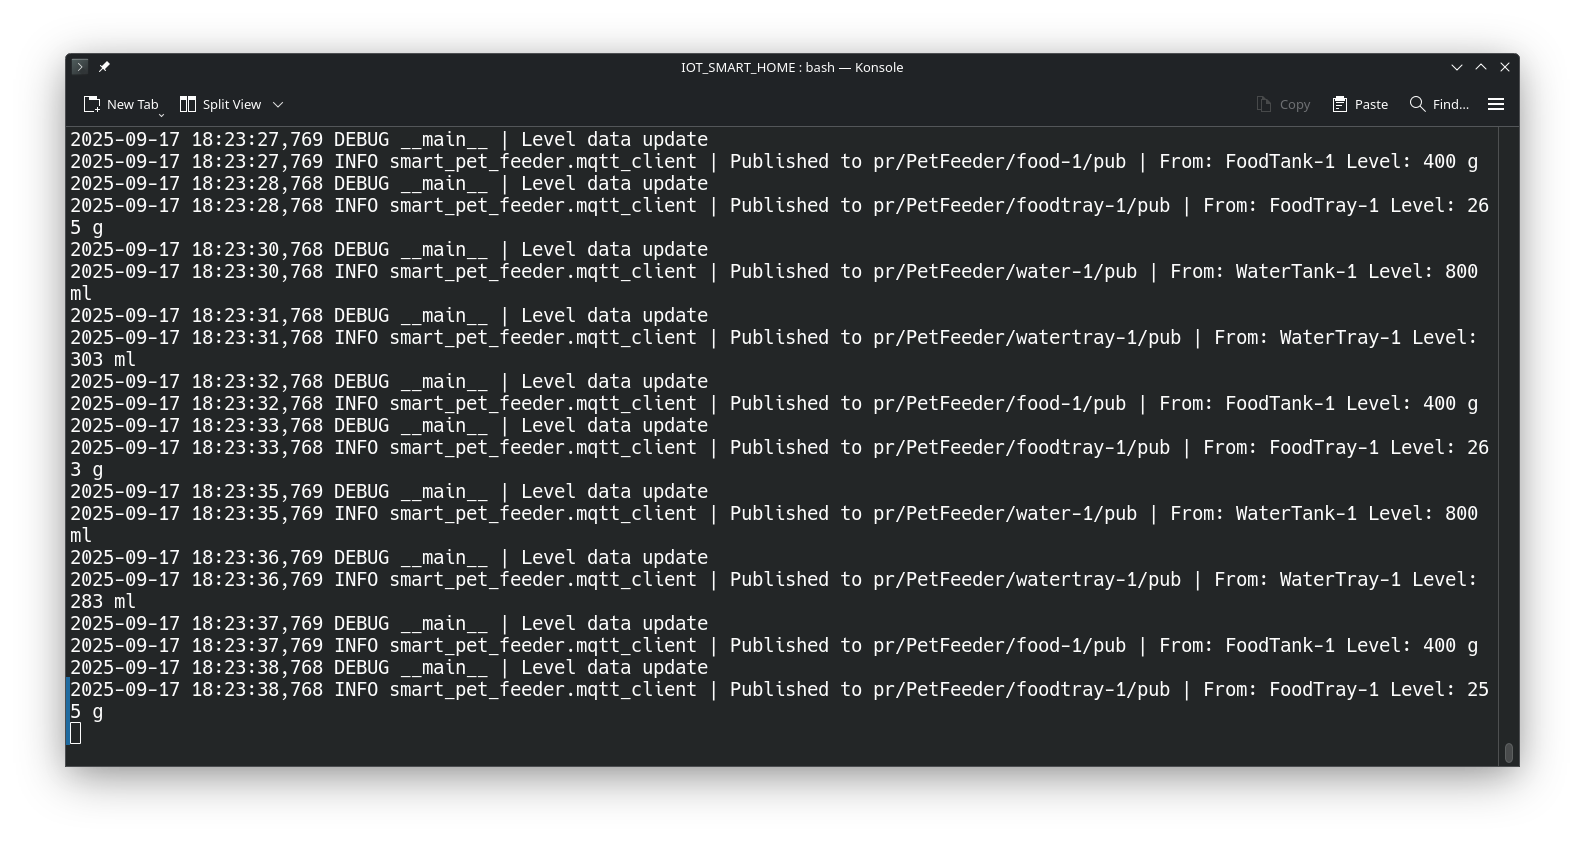 IOT_SMART_HOME : bash — Konsole
New Tab Split View Copy Paste Find...
2025-09-17 18:23:27,769 DEBUG __main__ | Level data update
2025-09-17 18:23:27,769 INFO smart_pet_feeder.mqtt_client | Published to pr/PetFeeder/food-1/pub | From: FoodTank-1 Level: 400 g
2025-09-17 18:23:28,768 DEBUG __main__ | Level data update
2025-09-17 18:23:28,768 INFO smart_pet_feeder.mqtt_client | Published to pr/PetFeeder/foodtray-1/pub | From: FoodTray-1 Level: 26
5 g
2025-09-17 18:23:30,768 DEBUG __main__ | Level data update
2025-09-17 18:23:30,768 INFO smart_pet_feeder.mqtt_client | Published to pr/PetFeeder/water-1/pub | From: WaterTank-1 Level: 800
ml
2025-09-17 18:23:31,768 DEBUG __main__ | Level data update
2025-09-17 18:23:31,768 INFO smart_pet_feeder.mqtt_client | Published to pr/PetFeeder/watertray-1/pub | From: WaterTray-1 Level:
303 ml
2025-09-17 18:23:32,768 DEBUG __main__ | Level data update
2025-09-17 18:23:32,768 INFO smart_pet_feeder.mqtt_client | Published to pr/PetFeeder/food-1/pub | From: FoodTank-1 Level: 400 g
2025-09-17 18:23:33,768 DEBUG __main__ | Level data update
2025-09-17 18:23:33,768 INFO smart_pet_feeder.mqtt_client | Published to pr/PetFeeder/foodtray-1/pub | From: FoodTray-1 Level: 26
3 g
2025-09-17 18:23:35,769 DEBUG __main__ | Level data update
2025-09-17 18:23:35,769 INFO smart_pet_feeder.mqtt_client | Published to pr/PetFeeder/water-1/pub | From: WaterTank-1 Level: 800
ml
2025-09-17 18:23:36,769 DEBUG __main__ | Level data update
2025-09-17 18:23:36,769 INFO smart_pet_feeder.mqtt_client | Published to pr/PetFeeder/watertray-1/pub | From: WaterTray-1 Level:
283 ml
2025-09-17 18:23:37,769 DEBUG __main__ | Level data update
2025-09-17 18:23:37,769 INFO smart_pet_feeder.mqtt_client | Published to pr/PetFeeder/food-1/pub | From: FoodTank-1 Level: 400 g
2025-09-17 18:23:38,768 DEBUG __main__ | Level data update
2025-09-17 18:23:38,768 INFO smart_pet_feeder.mqtt_client | Published to pr/PetFeeder/foodtray-1/pub | From: FoodTray-1 Level: 25
5 g